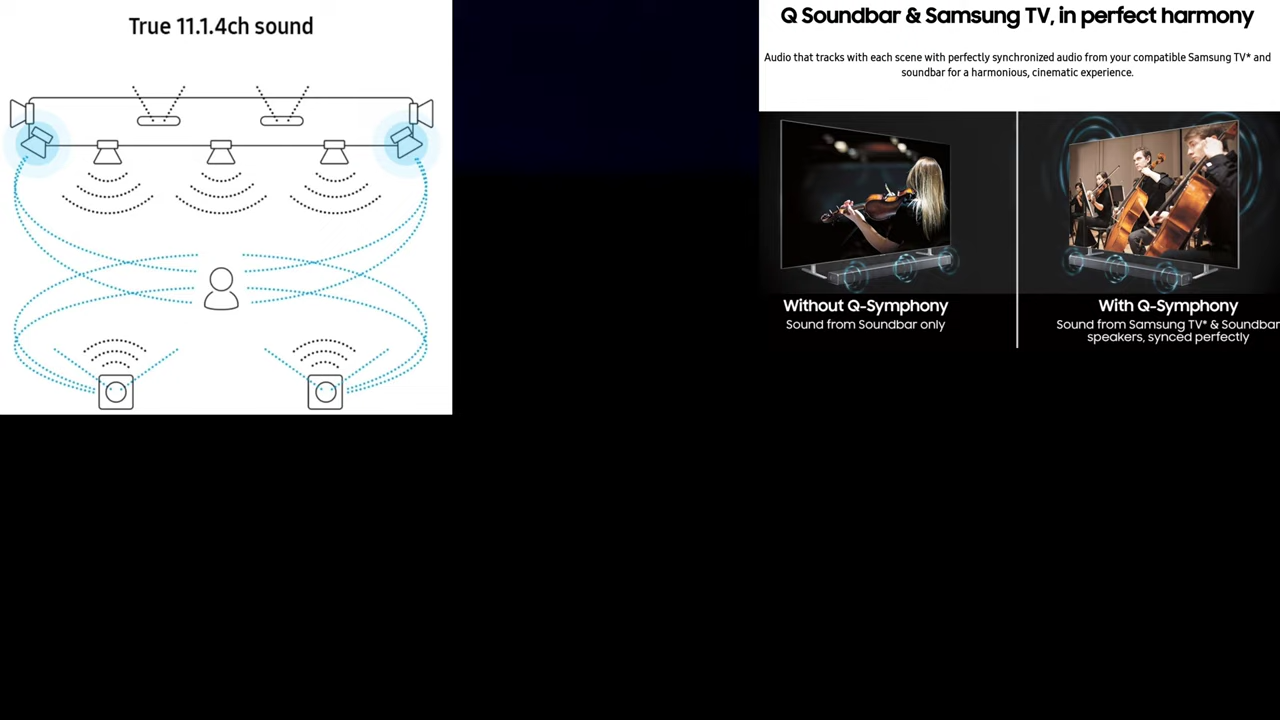 True 11.1.4ch sound
Q Soundbar & Samsung TV, in perfect harmony
Audio that tracks with each scene with perfectly synchronized audio from your compatible Samsung TV* and
soundbar for a harmonious, cinematic experience.
Without Q-Symphony
Sound from Soundbar only
With Q-Symphony
Sound from Samsung TV* & Soundbar
speakers, synced perfectly